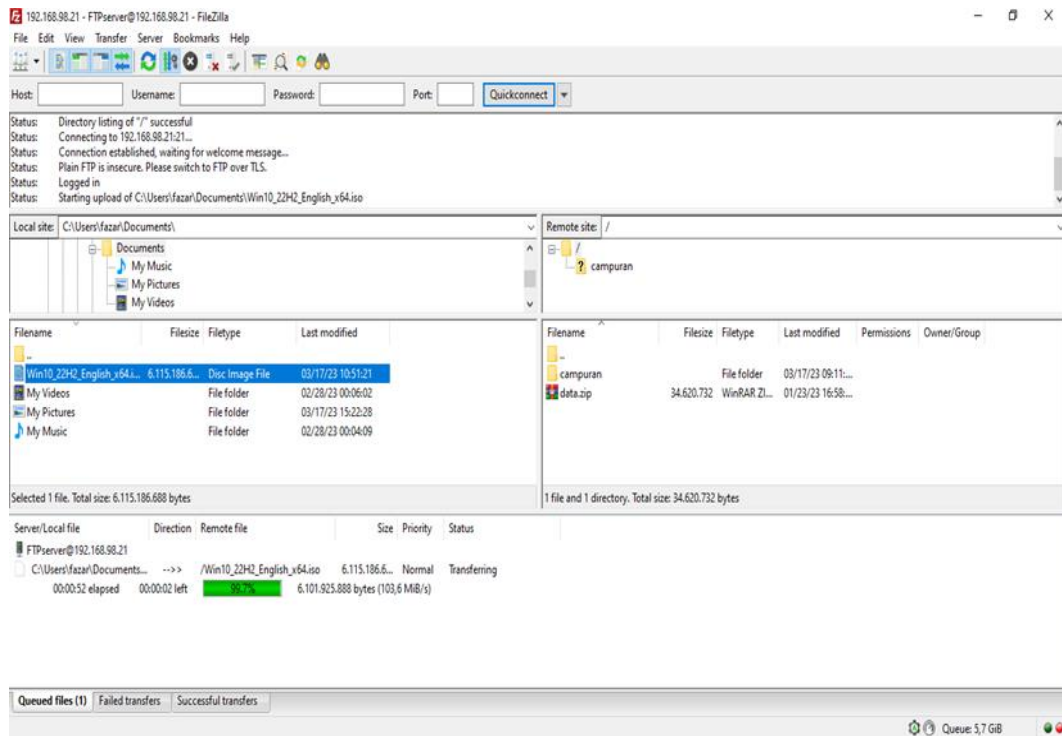 192.168.98.21 - FTPserver@192.168.98.21 - FileZilla
File Edit View Transfer Server Bookmarks Help
Host: Username: Password: Port: Quickconnect
Status: Directory listing of "/" successful
Status: Connecting to 192.168.98.21:21...
Status: Connection established, waiting for welcome message...
Status: Plain FTP is insecure. Please switch to FTP over TLS.
Status: Logged in
Status: Starting upload of C:\Users\fazar\Documents\Win10_22H2_English_x64.iso
Local site: C:\Users\fazar\Documents\
Documents
My Music
My Pictures
My Videos
Remote site: /
/
? campuran
Filename Filesize Filetype Last modified
..
Win10_22H2_English_x64.i... 6.115.186.6... Disc Image File 03/17/23 10:51:21
My Videos File folder 02/28/23 00:06:02
My Pictures File folder 03/17/23 15:22:28
My Music File folder 02/28/23 00:04:09
Selected 1 file. Total size: 6.115.186.688 bytes
Filename Filesize Filetype Last modified Permissions Owner/Group
..
campuran File folder 03/17/23 09:11:...
data.zip 34.620.732 WinRAR ZI... 01/23/23 16:58:...
1 file and 1 directory. Total size: 34.620.732 bytes
Server/Local file Direction Remote file Size Priority Status
FTPserver@192.168.98.21
C:\Users\fazar\Documents... -->> /Win10_22H2_English_x64.iso 6.115.186.6... Normal Transferring
00:00:52 elapsed 00:00:02 left 99.7% 6.101.925.888 bytes (103,6 MiB/s)
Queued files (1) Failed transfers Successful transfers
Queue: 5,7 GiB